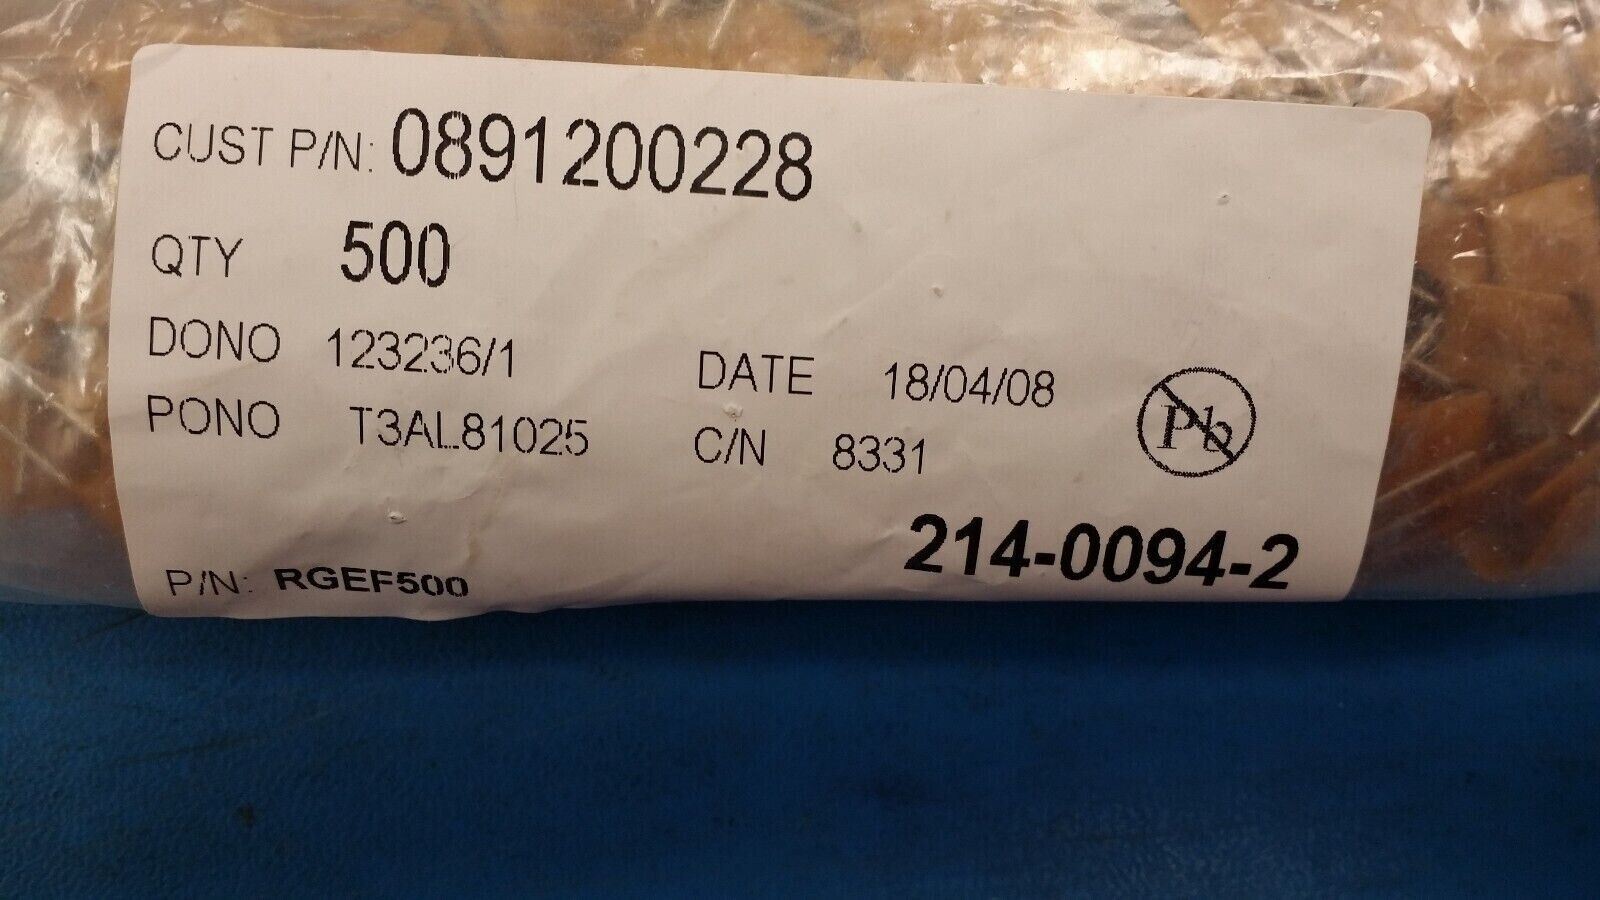 CUST P/N: 0891200228
QTY 500
DONO 123236/1
DATE 18/04/08
PONO T3AL81025
C/N 8331
Pb
214-0094-2
P/N: RGEF500